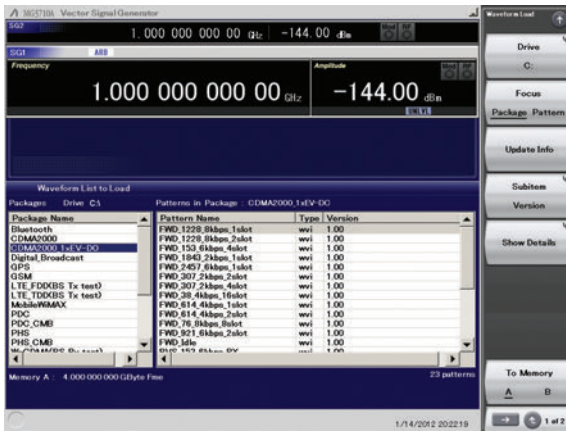 MG3710A Vector Signal Generator
SG2
1. 000 000 000 00 GHz -144. 00 dBm
Mod RF
SG1 ARB
Frequency
Amplitude
Mod RF
1.000 000 000 00 GHz
-144.00 dBm
UNLVL
Waveform List to Load
Packages Drive C:\ Patterns in Package : CDMA2000_1xEV-DO
Package Name
Bluetooth
CDMA2000
CDMA2000 1xEV-DO
Digital_Broadcast
GPS
GSM
LTE_FDD(BS Tx test)
LTE_TDD(BS Tx test)
MobileWiMAX
PDC
PDC_CMB
PHS
PHS_CMB
Pattern Name Type Version
FWD_1228_8kbps_1slot wvi 1.00
FWD_1228_8kbps_2slot wvi 1.00
FWD_153_6kbps_4slot wvi 1.00
FWD_1843_2kbps_1slot wvi 1.00
FWD_2457_6kbps_1slot wvi 1.00
FWD_307_2kbps_2slot wvi 1.00
FWD_307_2kbps_4slot wvi 1.00
FWD_38_4kbps_16slot wvi 1.00
FWD_614_4kbps_1slot wvi 1.00
FWD_614_4kbps_2slot wvi 1.00
FWD_76_8kbps_8slot wvi 1.00
FWD_921_6kbps_2slot wvi 1.00
FWD_Idle wvi 1.00
Memory A : 4.000 000 000 GByte Free
23 patterns
1/14/2012 20:22:19
Waveform Load
Drive
C:
Focus
Package Pattern
Update Info
Subitem
Version
Show Details
To Memory
A B
1 of 2